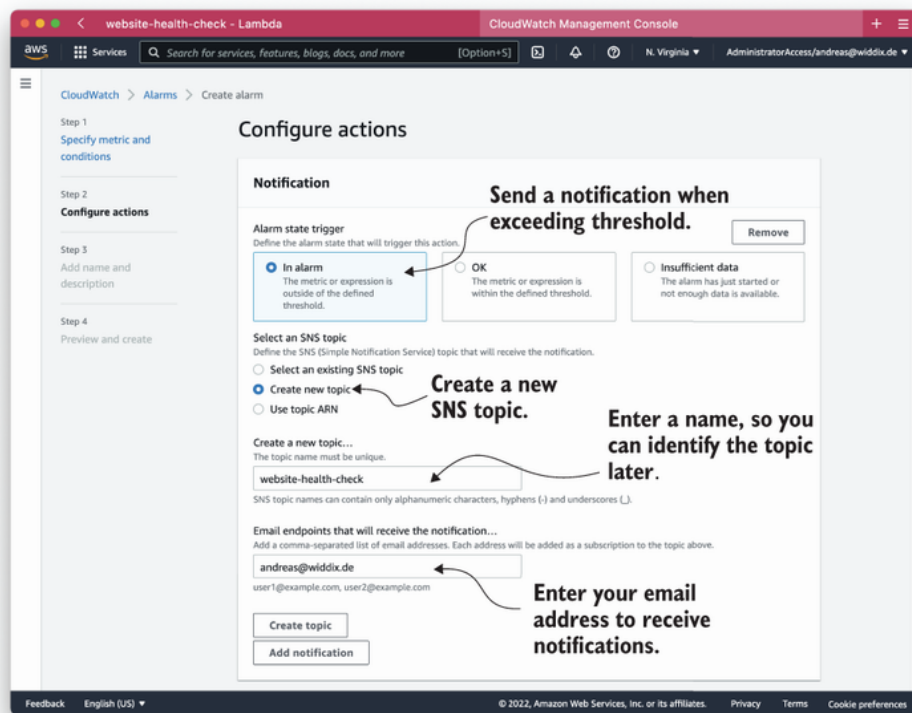 website-health-check - Lambda
CloudWatch Management Console
aws
Services
Search for services, features, blogs, docs, and more
[Option+S]
N. Virginia
AdministratorAccess/andreas@widdix.de
CloudWatch > Alarms > Create alarm
Step 1
Specify metric and
conditions
Step 2
Configure actions
Step 3
Add name and
description
Step 4
Preview and create
Configure actions
Notification
Send a notification when
exceeding threshold.
Alarm state trigger
Define the alarm state that will trigger this action.
Remove
In alarm
The metric or expression is
outside of the defined
threshold.
OK
The metric or expression is
within the defined threshold.
Insufficient data
The alarm has just started or
not enough data is available.
Select an SNS topic
Define the SNS (Simple Notification Service) topic that will receive the notification.
Select an existing SNS topic
Create new topic
Use topic ARN
Create a new
SNS topic.
Enter a name, so you
can identify the topic
later.
Create a new topic...
The topic name must be unique.
website-health-check
SNS topic names can contain only alphanumeric characters, hyphens (-) and underscores (_).
Email endpoints that will receive the notification...
Add a comma-separated list of email addresses. Each address will be added as a subscription to the topic above.
andreas@widdix.de
user1@example.com, user2@example.com
Enter your email
address to receive
notifications.
Create topic
Add notification
Feedback
English (US)
© 2022, Amazon Web Services, Inc. or its affiliates.
Privacy
Terms
Cookie preferences